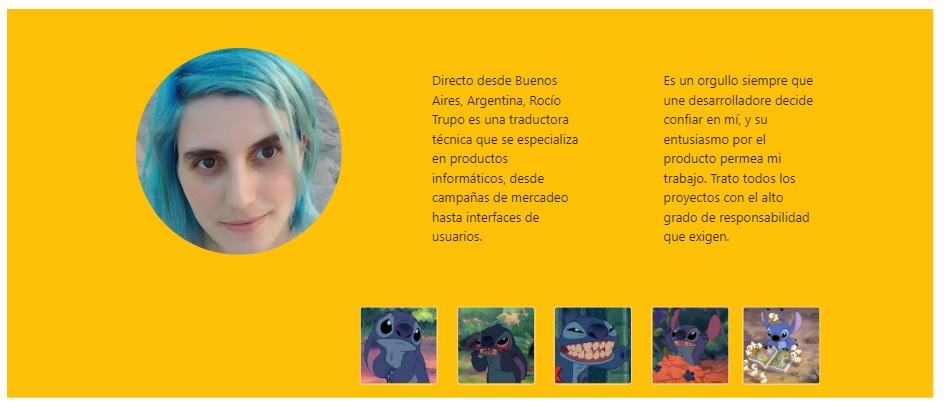 Directo desde Buenos
Aires, Argentina, Rocío
Trupo es una traductora
técnica que se especializa
en productos
informáticos, desde
campañas de mercadeo
hasta interfaces de
usuarios.
Es un orgullo siempre que
une desarrolladore decide
confiar en mí, y su
entusiasmo por el
producto permea mi
trabajo. Trato todos los
proyectos con el alto
grado de responsabilidad
que exigen.